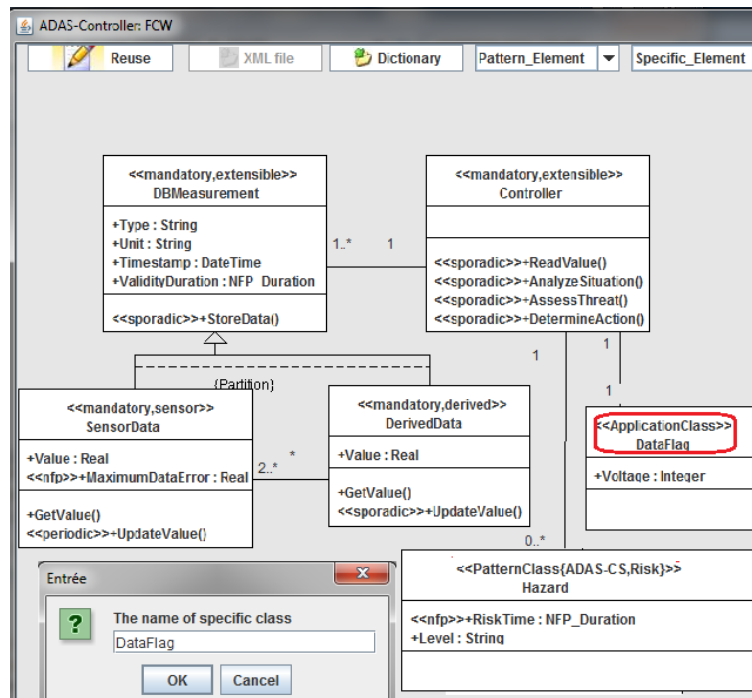 ADAS-Controller: FCW
Reuse
XML file
Dictionary
Pattern_Element
Specific_Element
<<mandatory,extensible>>
DBMeasurement
+Type : String
+Unit : String
+Timestamp : DateTime
+ValidityDuration : NFP_Duration
<<sporadic>>+StoreData()
1..*
1
<<mandatory,extensible>>
Controller
<<sporadic>>+ReadValue()
<<sporadic>>+AnalyzeSituation()
<<sporadic>>+AssessThreat()
<<sporadic>>+DetermineAction()
1
1
1
{Partition}
<<mandatory,sensor>>
SensorData
+Value : Real
<<nfp>>+MaximumDataError : Real
+GetValue()
<<periodic>>+UpdateValue()
2..*
*
<<mandatory,derived>>
DerivedData
+Value : Real
+GetValue()
<<sporadic>>+UpdateValue()
<<ApplicationClass>>
DataFlag
+Voltage : Integer
0..*
<<PatternClass{ADAS-CS,Risk}>>
Hazard
<<nfp>>+RiskTime : NFP_Duration
+Level : String
Entrée
The name of specific class
DataFlag
OK
Cancel